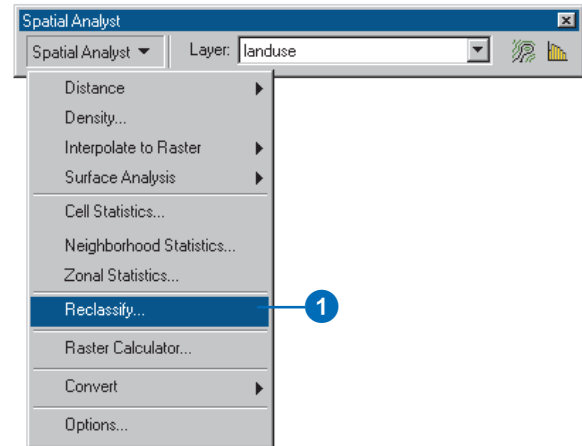 Spatial Analyst
Spatial Analyst Layer: landuse
Distance
Density...
Interpolate to Raster
Surface Analysis
Cell Statistics...
Neighborhood Statistics...
Zonal Statistics...
Reclassify... 1
Raster Calculator...
Convert
Options...